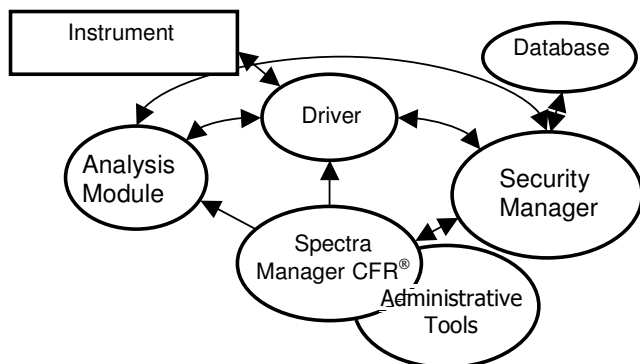 Instrument
Database
Driver
Analysis
Module
Security
Manager
Spectra
Manager CFR®
Administrative
Tools